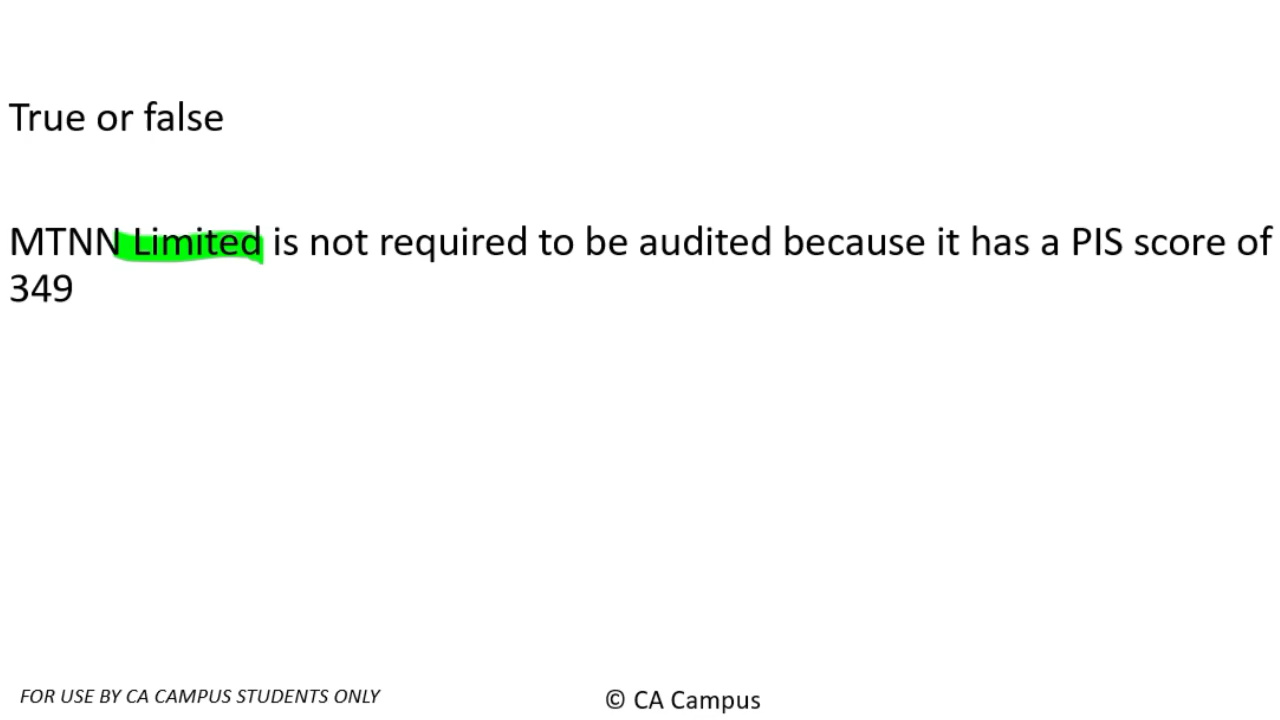 True or false
MTNN Limited is not required to be audited because it has a PIS score of
349
FOR USE BY CA CAMPUS STUDENTS ONLY
© CA Campus